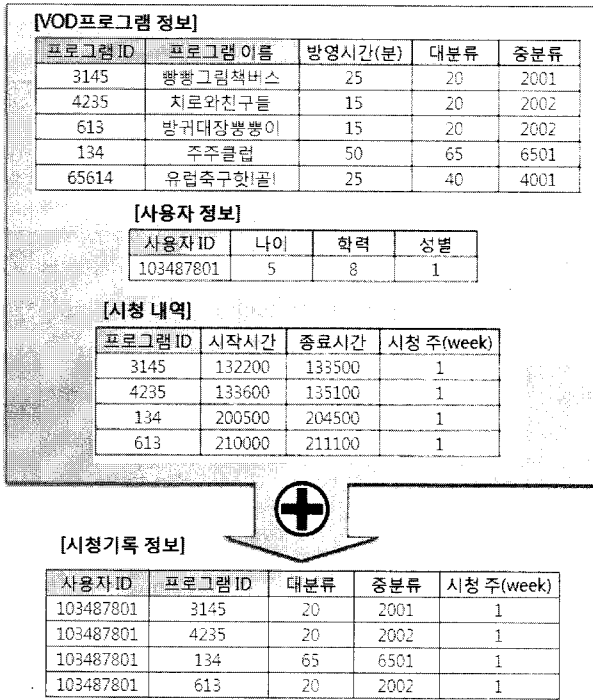 [VOD프로그램 정보]
프로그램 ID 프로그램 이름 방영시간(분) 대분류 중분류
3145 빵빵그림책버스 25 20 2001
4235 치로와친구들 15 20 2002
613 방귀대장뿡뿡이 15 20 2002
134 주주클럽 50 65 6501
65614 유럽축구핫!골! 25 40 4001
[사용자 정보]
사용자 ID 나이 학력 성별
103487801 5 8 1
[시청 내역]
프로그램 ID 시작시간 종료시간 시청 주(week)
3145 132200 133500 1
4235 133600 135100 1
134 200500 204500 1
613 210000 211100 1
[시청기록 정보]
사용자 ID 프로그램 ID 대분류 중분류 시청 주(week)
103487801 3145 20 2001 1
103487801 4235 20 2002 1
103487801 134 65 6501 1
103487801 613 20 2002 1